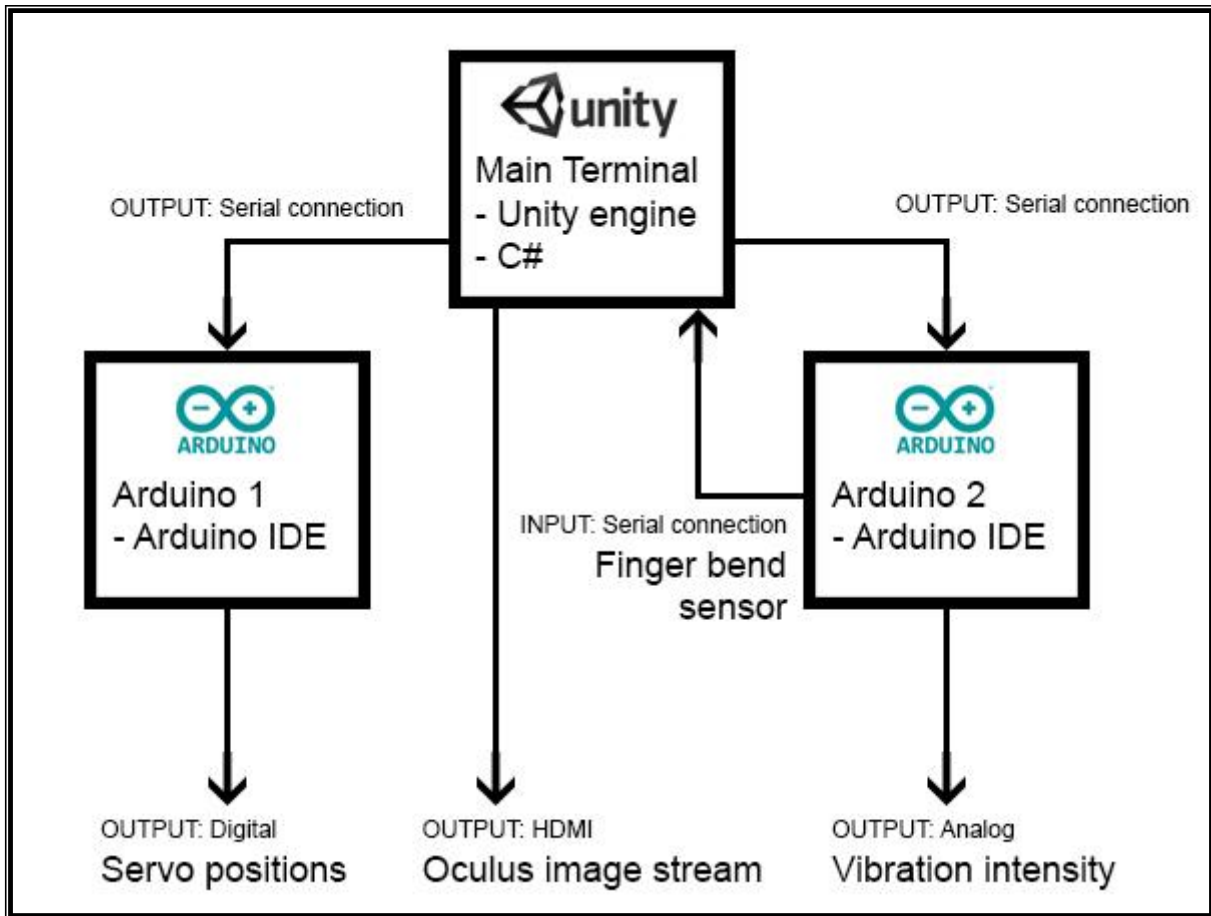 unity
Main Terminal
- Unity engine
- C#
OUTPUT: Serial connection
OUTPUT: Serial connection
ARDUINO
Arduino 1
- Arduino IDE
INPUT: Serial connection
Finger bend
sensor
ARDUINO
Arduino 2
- Arduino IDE
OUTPUT: Digital
Servo positions
OUTPUT: HDMI
Oculus image stream
OUTPUT: Analog
Vibration intensity